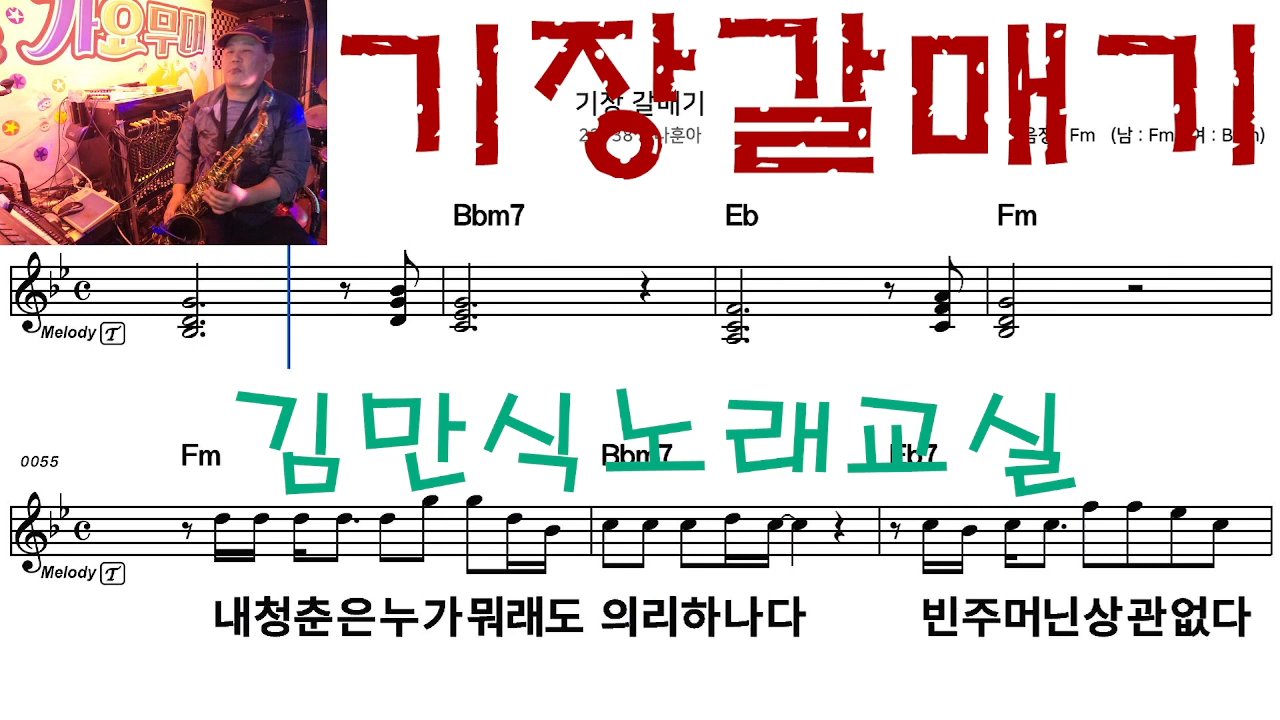 가요무대
기장갈매기
기장 갈매기
나훈아
Fm (남 : Fm
Bbm7 Eb Fm
Melody T
김만식노래교실
Fm Bbm7 Eb7
0055
Melody T
내청춘은누가뭐래도 의리하나다 빈주머닌상관없다